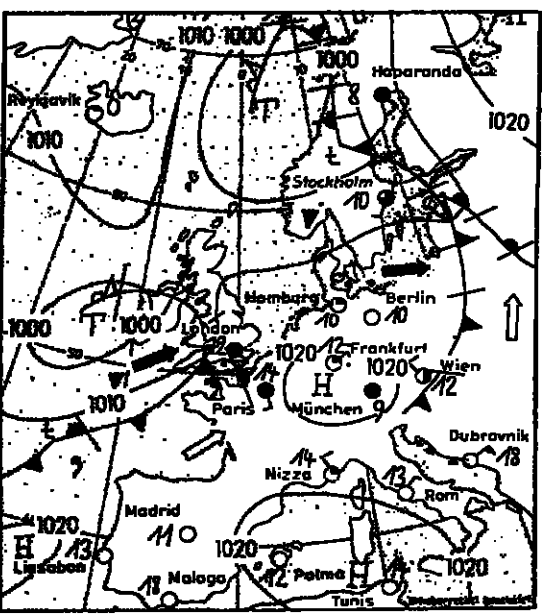 1010 1000
1000
Haparanda
Reykjavik
1010
1020
T
Stockholm
10
Hamburg
10
Berlin
10
T
1000
1000
London
1020
12
Frankfurt
1020
Wien
12
14
H
1010
Paris
München
9
Dubrovnik
18
14
Nizza
13
Rom
Madrid
11
1020
H
13
Lissabon
1020
12
Palma
H
1020
Malaga
18
14
Tunis